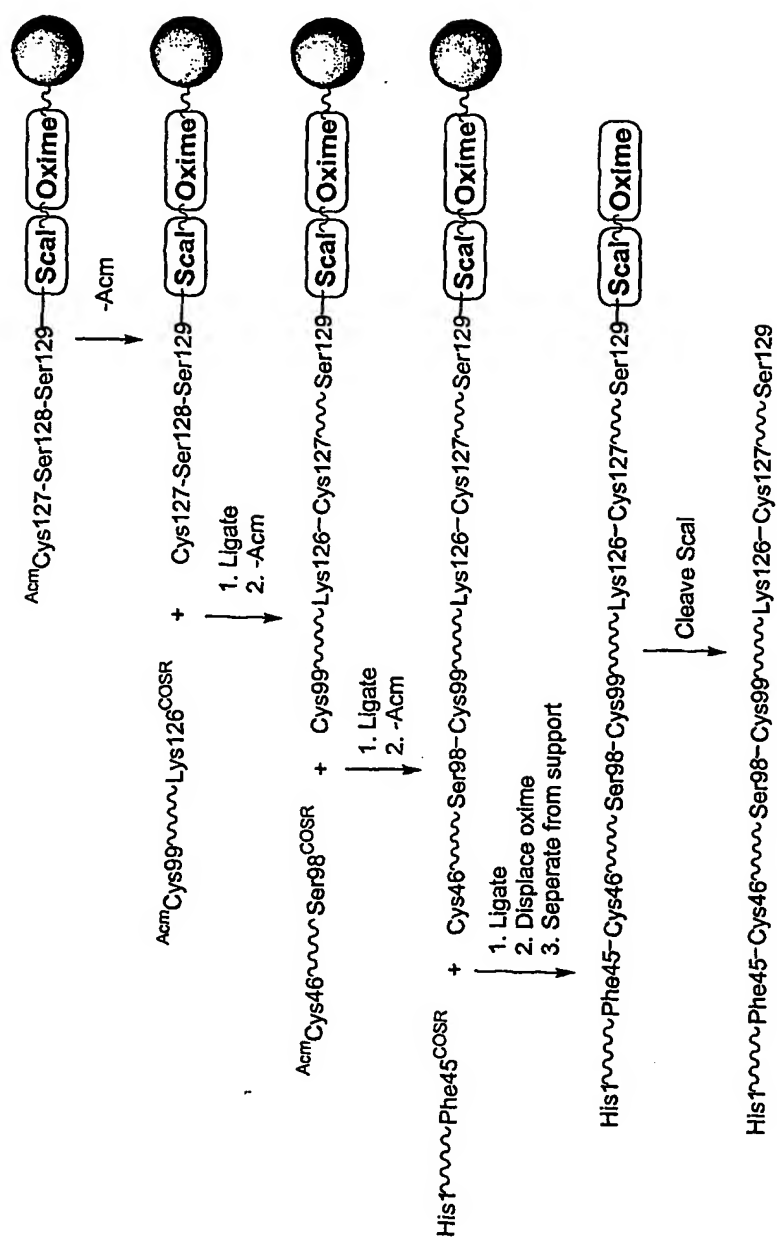 AcmCys127-Ser128-Ser129 Scal Oxime
-Acm
Cys127-Ser128-Ser129 Scal Oxime
AcmCys99 Lys126COSR +
1. Ligate
2. -Acm
Cys99 Lys126-Cys127 Ser129 Scal Oxime
AcmCys46 Ser98COSR +
1. Ligate
2. -Acm
Cys46 Ser98-Cys99 Lys126-Cys127 Ser129 Scal Oxime
His1 Phe45COSR +
1. Ligate
2. Displace oxime
3. Seperate from support
His1 Phe45-Cys46 Ser98-Cys99 Lys126-Cys127 Ser129 Scal Oxime
Cleave Scal
His1 Phe45-Cys46 Ser98-Cys99 Lys126-Cys127 Ser129